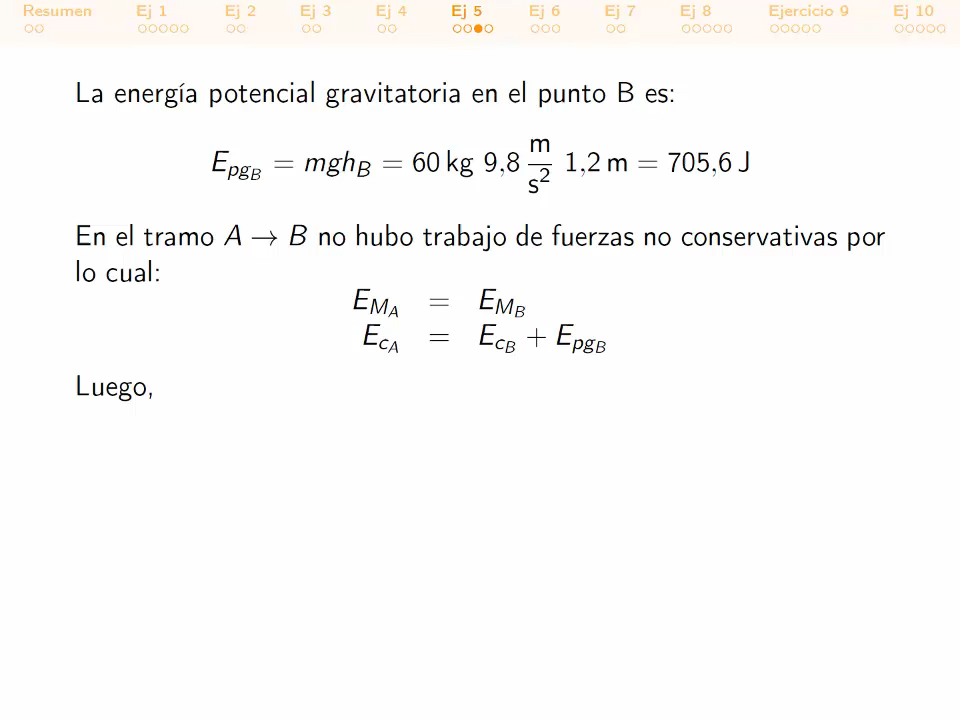 Resumen Ej 1 Ej 2 Ej 3 Ej 4 Ej 5 Ej 6 Ej 7 Ej 8 Ejercicio 9 Ej 10
La energía potencial gravitatoria en el punto B es:
E_{pg_B} = mgh_B = 60 kg 9,8 m/s² 1,2 m = 705,6 J
En el tramo A → B no hubo trabajo de fuerzas no conservativas por
lo cual:
E_{M_A} = E_{M_B}
E_{c_A} = E_{c_B} + E_{pg_B}
Luego,